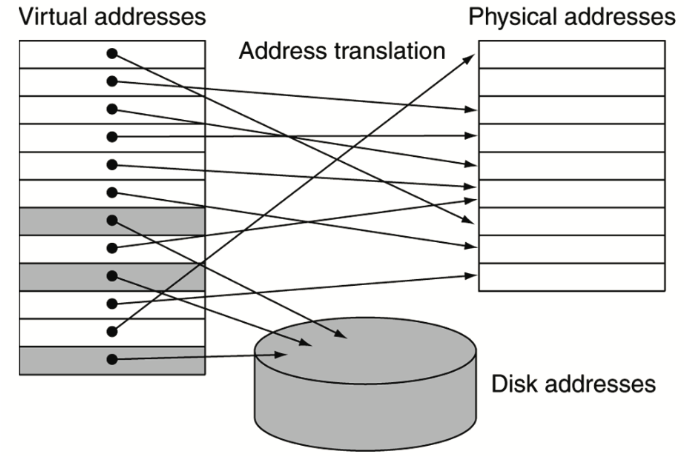 Virtual addresses
Physical addresses
Address translation
Disk addresses